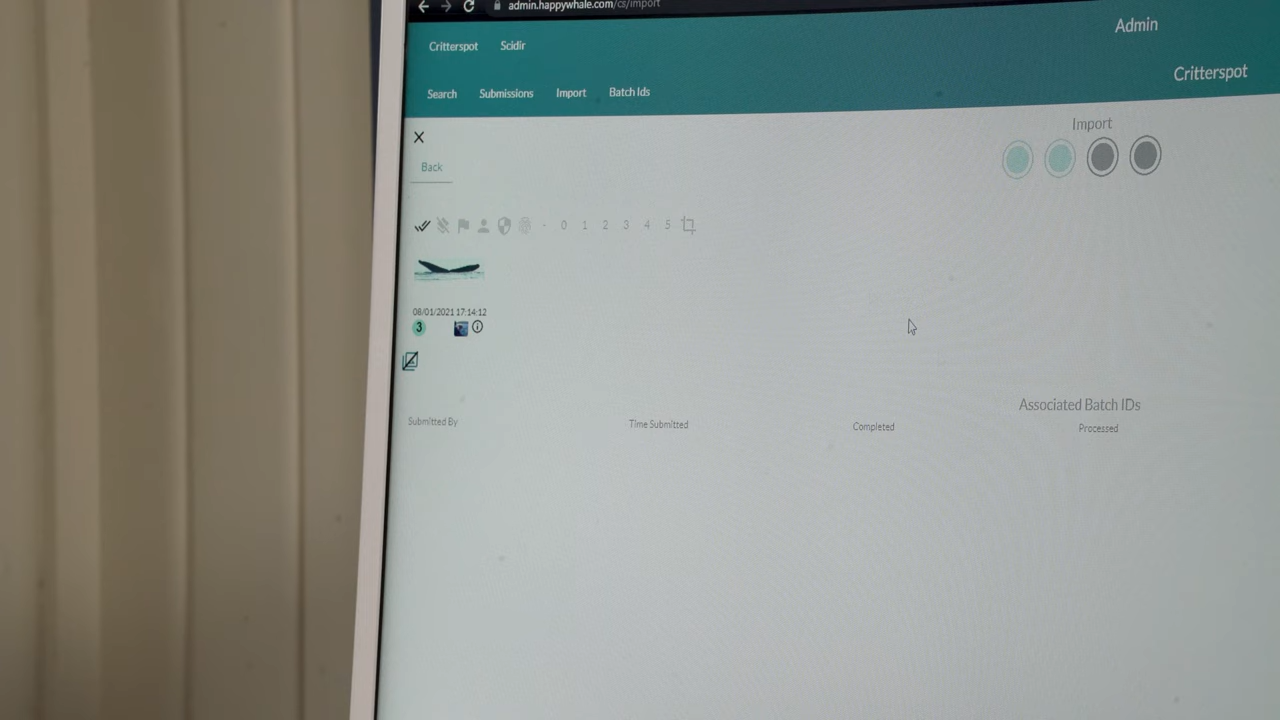 admin.happywhale.com/cs/import
Critterspot Scidir Admin
Search Submissions Import Batch Ids Critterspot
Import
Back
- 0 1 2 3 4 5
08/01/2021 17:14:12
3
Associated Batch IDs
Submitted By Time Submitted Completed Processed